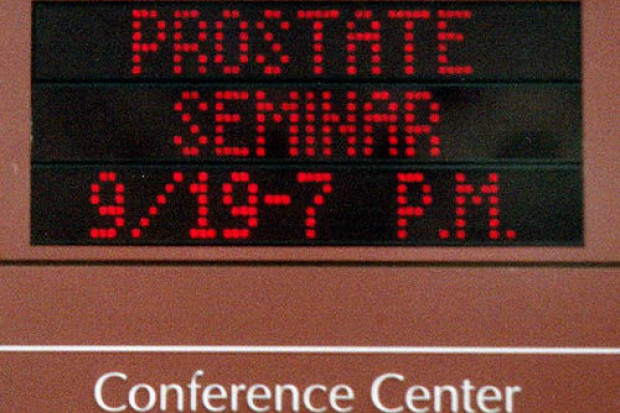 PROSTATE
SEMINAR
9/19-7 P.M.
Conference Center